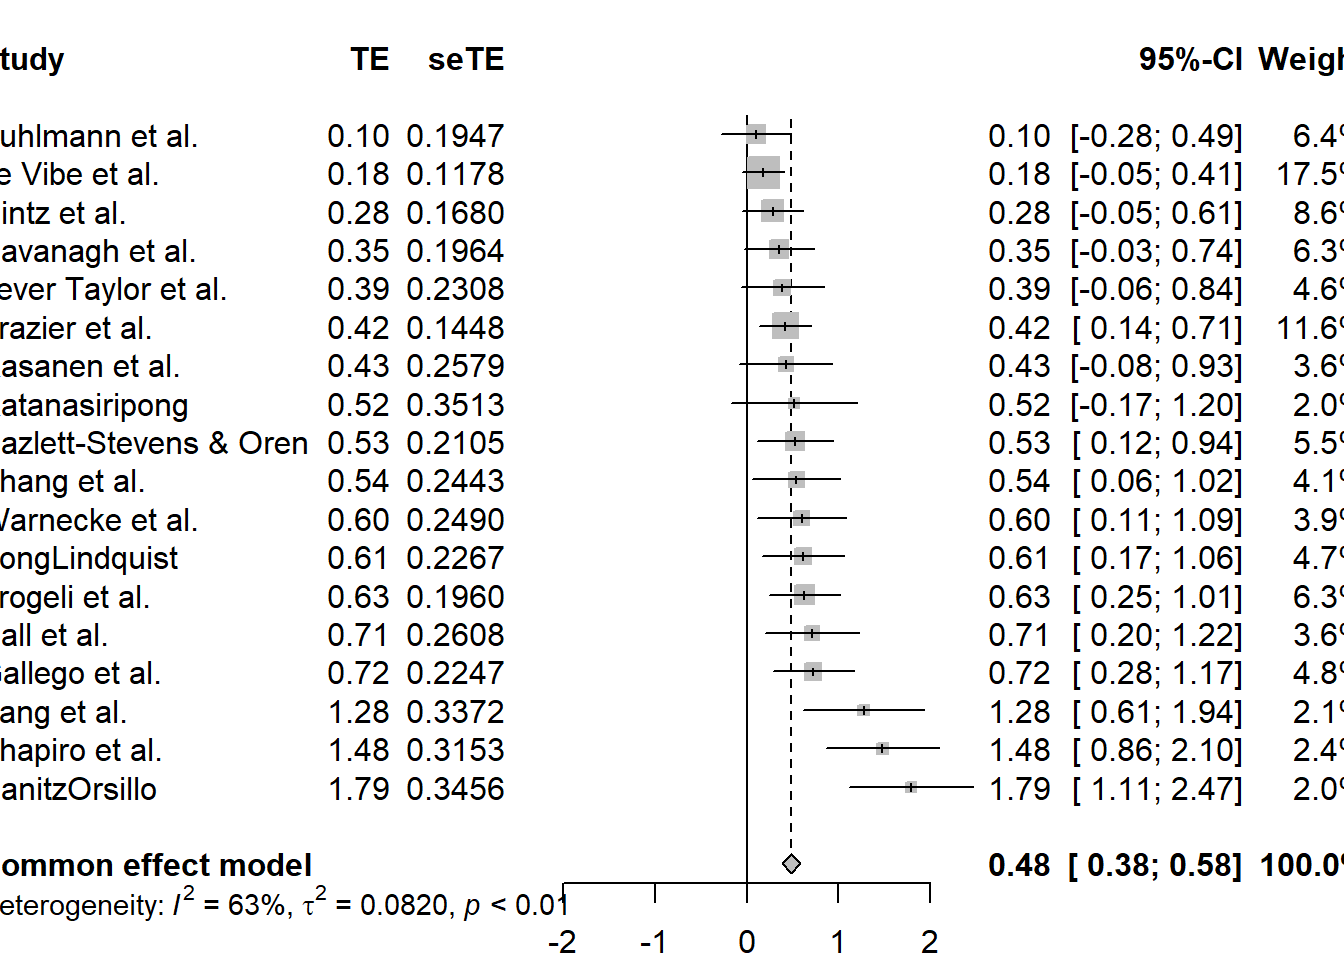 tudy TE seTE 95%-CI Weigh
uhlmann et al. 0.10 0.1947 0.10 [-0.28; 0.49] 6.4%
e Vibe et al. 0.18 0.1178 0.18 [-0.05; 0.41] 17.5%
intz et al. 0.28 0.1680 0.28 [-0.05; 0.61] 8.6%
avanagh et al. 0.35 0.1964 0.35 [-0.03; 0.74] 6.3%
ever Taylor et al. 0.39 0.2308 0.39 [-0.06; 0.84] 4.6%
razier et al. 0.42 0.1448 0.42 [ 0.14; 0.71] 11.6%
asanen et al. 0.43 0.2579 0.43 [-0.08; 0.93] 3.6%
atanasiripong 0.52 0.3513 0.52 [-0.17; 1.20] 2.0%
azlett-Stevens & Oren 0.53 0.2105 0.53 [ 0.12; 0.94] 5.5%
hang et al. 0.54 0.2443 0.54 [ 0.06; 1.02] 4.1%
Warnecke et al. 0.60 0.2490 0.60 [ 0.11; 1.09] 3.9%
ongLindquist 0.61 0.2267 0.61 [ 0.17; 1.06] 4.7%
rogeli et al. 0.63 0.1960 0.63 [ 0.25; 1.01] 6.3%
all et al. 0.71 0.2608 0.71 [ 0.20; 1.22] 3.6%
Gallego et al. 0.72 0.2247 0.72 [ 0.28; 1.17] 4.8%
ang et al. 1.28 0.3372 1.28 [ 0.61; 1.94] 2.1%
hapiro et al. 1.48 0.3153 1.48 [ 0.86; 2.10] 2.4%
anitzOrsillo 1.79 0.3456 1.79 [ 1.11; 2.47] 2.0%
ommon effect model 0.48 [ 0.38; 0.58] 100.0%
eterogeneity: I² = 63%, τ² = 0.0820, p < 0.01
-2 -1 0 1 2